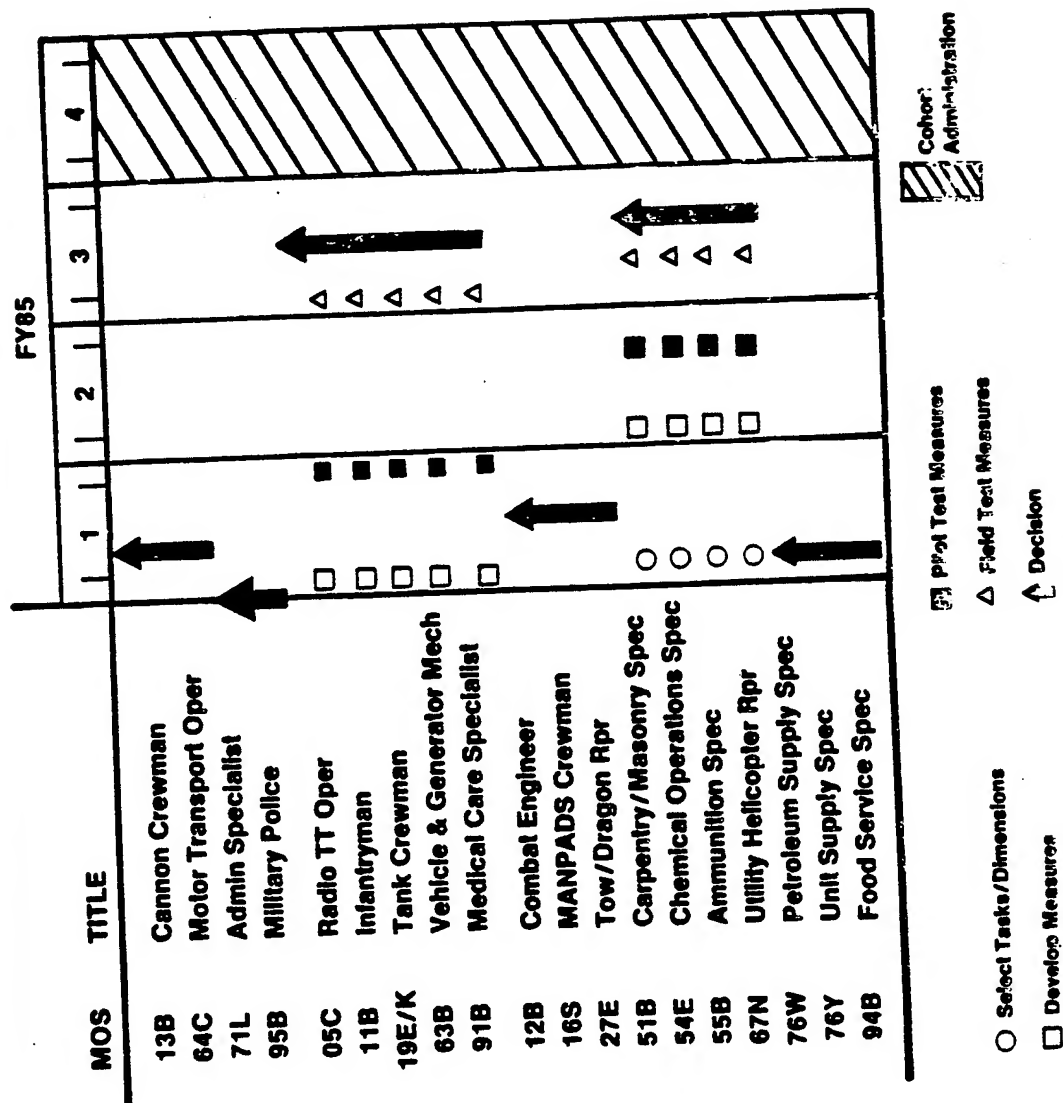 FY85
MOS TITLE 1 2 3 4
13B Cannon Crewman
64C Motor Transport Oper
71L Admin Specialist
95B Military Police
05C Radio TT Oper
11B Infantryman
19E/K Tank Crewman
63B Vehicle & Generator Mech
91B Medical Care Specialist
12B Combat Engineer
16S MANPADS Crewman
27E Tow/Dragon Rpr
51B Carpentry/Masonry Spec
54E Chemical Operations Spec
55B Ammunition Spec
67N Utility Helicopter Rpr
76W Petroleum Supply Spec
76Y Unit Supply Spec
94B Food Service Spec
Select Tasks/Dimensions
Develop Measures
Pilot Test Measures
Field Test Measures
Decision
Cohort
Administration